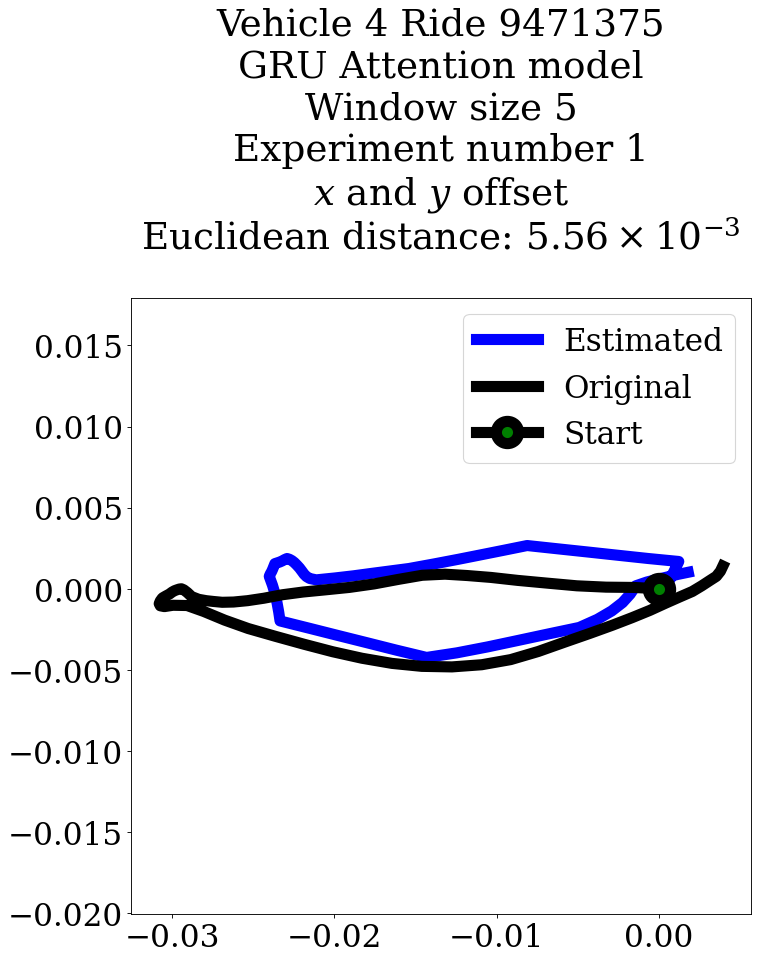 Vehicle 4 Ride 9471375
GRU Attention model
Window size 5
Experiment number 1
x and y offset
Euclidean distance: 5.56 × 10⁻³
Estimated
Original
Start
0.015
0.010
0.005
0.000
−0.005
−0.010
−0.015
−0.020
−0.03 −0.02 −0.01 0.00